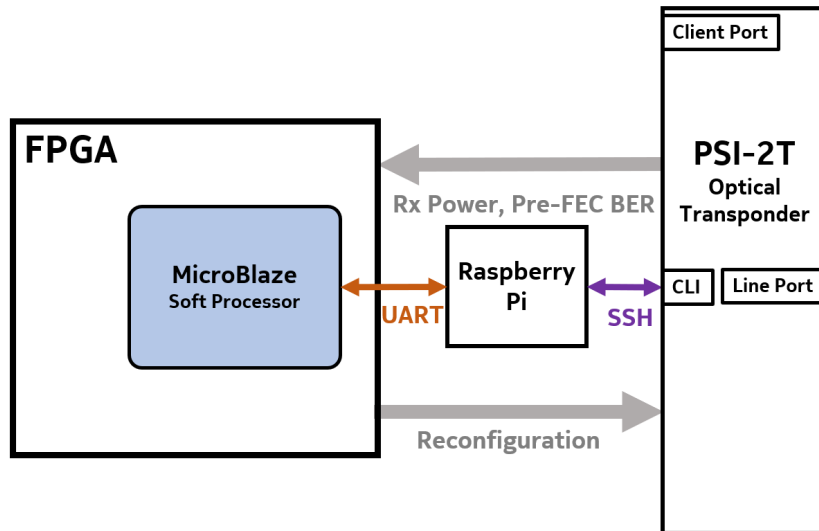 Client Port
FPGA
PSI-2T
Optical
Transponder
Rx Power, Pre-FEC BER
MicroBlaze
Soft Processor
UART
Raspberry
Pi
SSH
CLI
Line Port
Reconfiguration